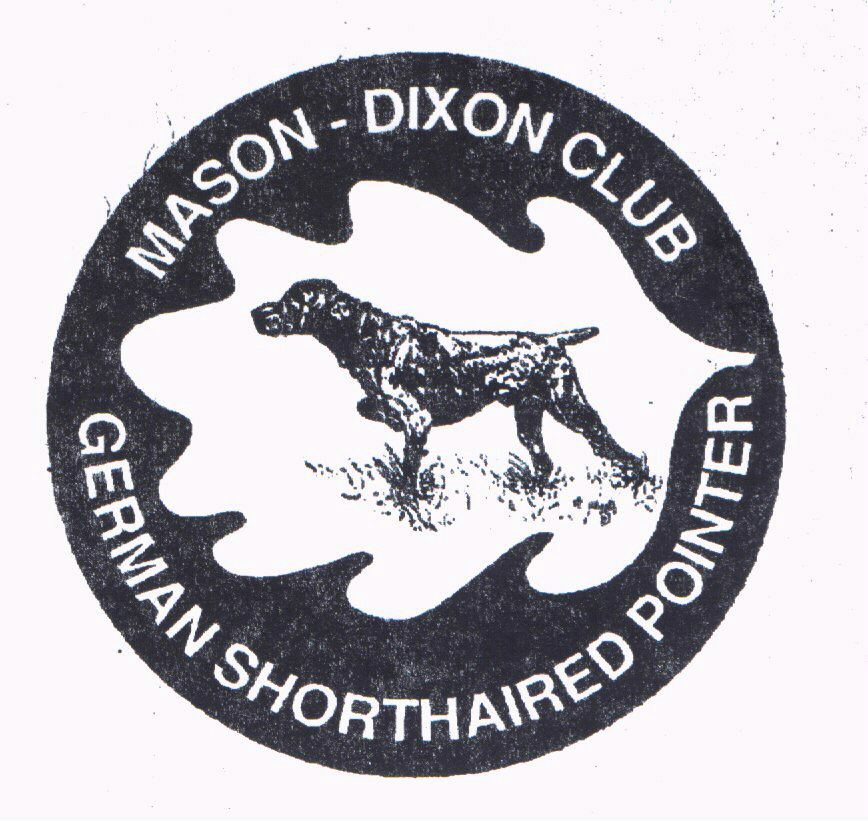 MASON - DIXON CLUB
GERMAN SHORTHAIRED POINTER